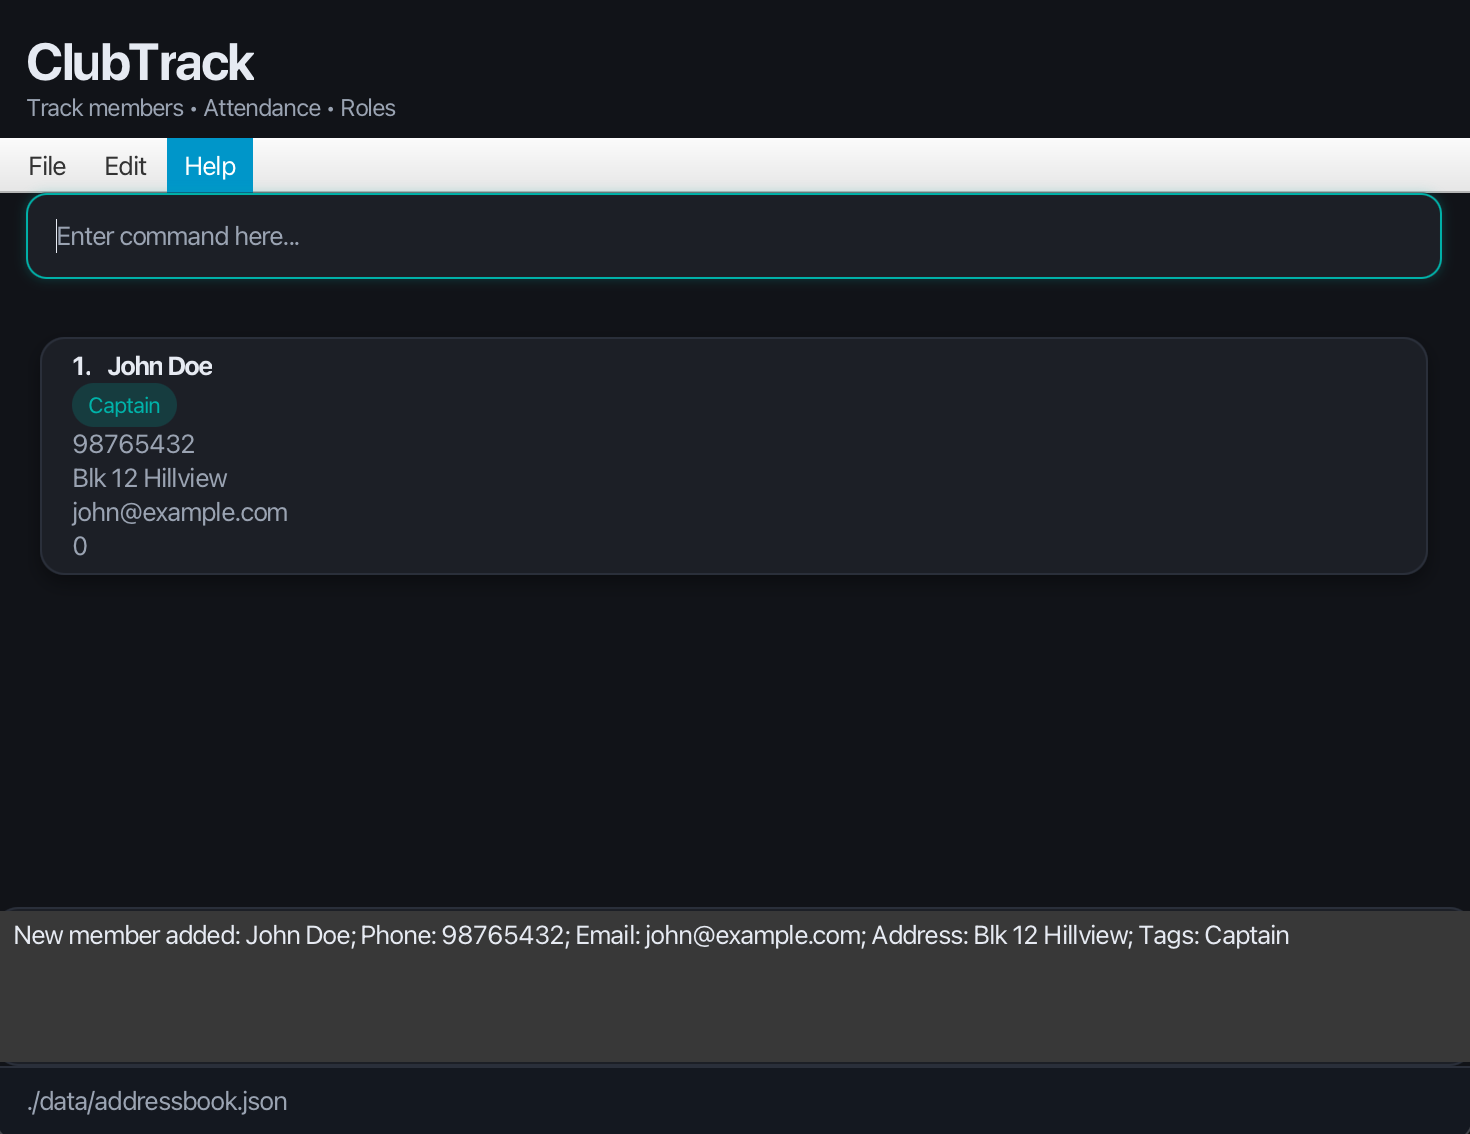 ClubTrack
Track members • Attendance • Roles
File Edit Help
Enter command here...
1. John Doe
Captain
98765432
Blk 12 Hillview
john@example.com
0
New member added: John Doe; Phone: 98765432; Email: john@example.com; Address: Blk 12 Hillview; Tags: Captain
./data/addressbook.json